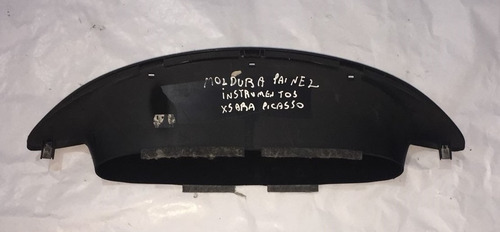 MOLDURA PAINEL
INSTRUMENTOS
XSARA PICASSO